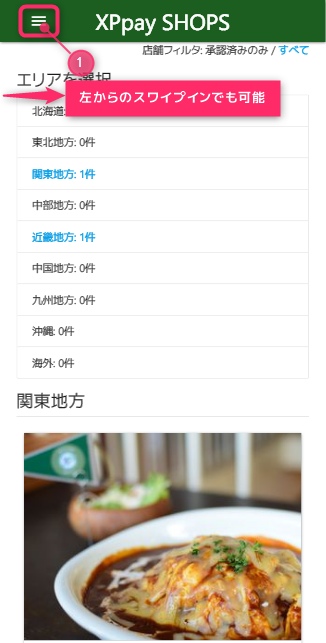 XPpay SHOPS
店舗フィルタ: 承認済みのみ / すべて
1
エリアを選択
左からのスワイプインでも可能
北海道:
東北地方: 0件
関東地方: 1件
中部地方: 0件
近畿地方: 1件
中国地方: 0件
九州地方: 0件
沖縄: 0件
海外: 0件
関東地方